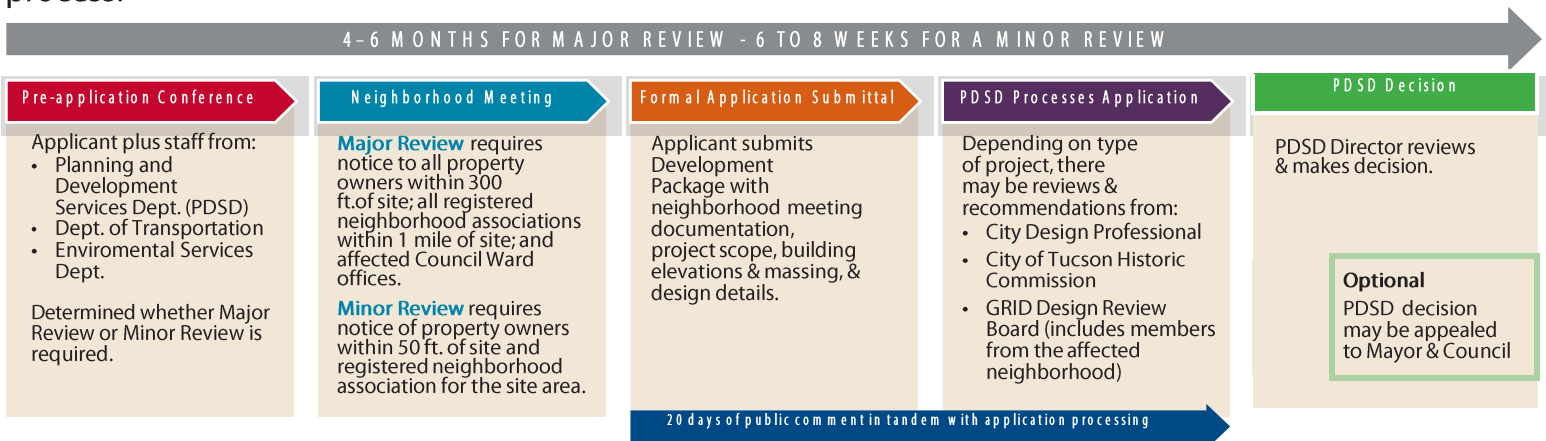 process.
4–6 MONTHS FOR MAJOR REVIEW - 6 TO 8 WEEKS FOR A MINOR REVIEW
Pre-application Conference
Applicant plus staff from:
• Planning and
Development
Services Dept. (PDSD)
• Dept. of Transportation
• Enviromental Services
Dept.
Determined whether Major
Review or Minor Review is
required.
Neighborhood Meeting
Major Review requires
notice to all property
owners within 300
ft.of site; all registered
neighborhood associations
within 1 mile of site; and
affected Council Ward
offices.
Minor Review requires
notice of property owners
within 50 ft. of site and
registered neighborhood
association for the site area.
Formal Application Submittal
Applicant submits
Development
Package with
neighborhood meeting
documentation,
project scope, building
elevations & massing, &
design details.
PDSD Processes Application
Depending on type
of project, there
may be reviews &
recommendations from:
• City Design Professional
• City of Tucson Historic
Commission
• GRID Design Review
Board (includes members
from the affected
neighborhood)
20 days of public comment in tandem with application processing
PDSD Decision
PDSD Director reviews
& makes decision.
Optional
PDSD decision
may be appealed
to Mayor & Council